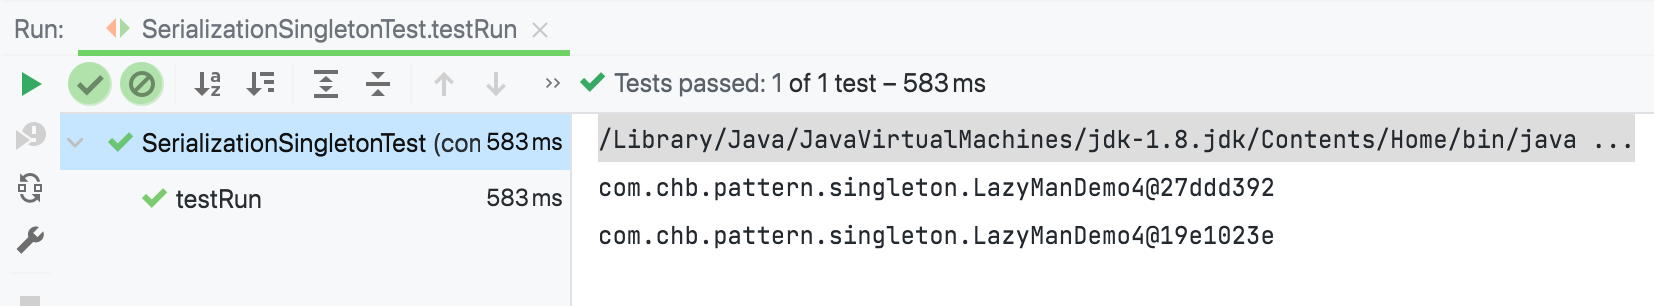 Run: SerializationSingletonTest.testRun
Tests passed: 1 of 1 test – 583 ms
SerializationSingletonTest (con 583 ms
testRun 583 ms
/Library/Java/JavaVirtualMachines/jdk-1.8.jdk/Contents/Home/bin/java ...
com.chb.pattern.singleton.LazyManDemo4@27ddd392
com.chb.pattern.singleton.LazyManDemo4@19e1023e